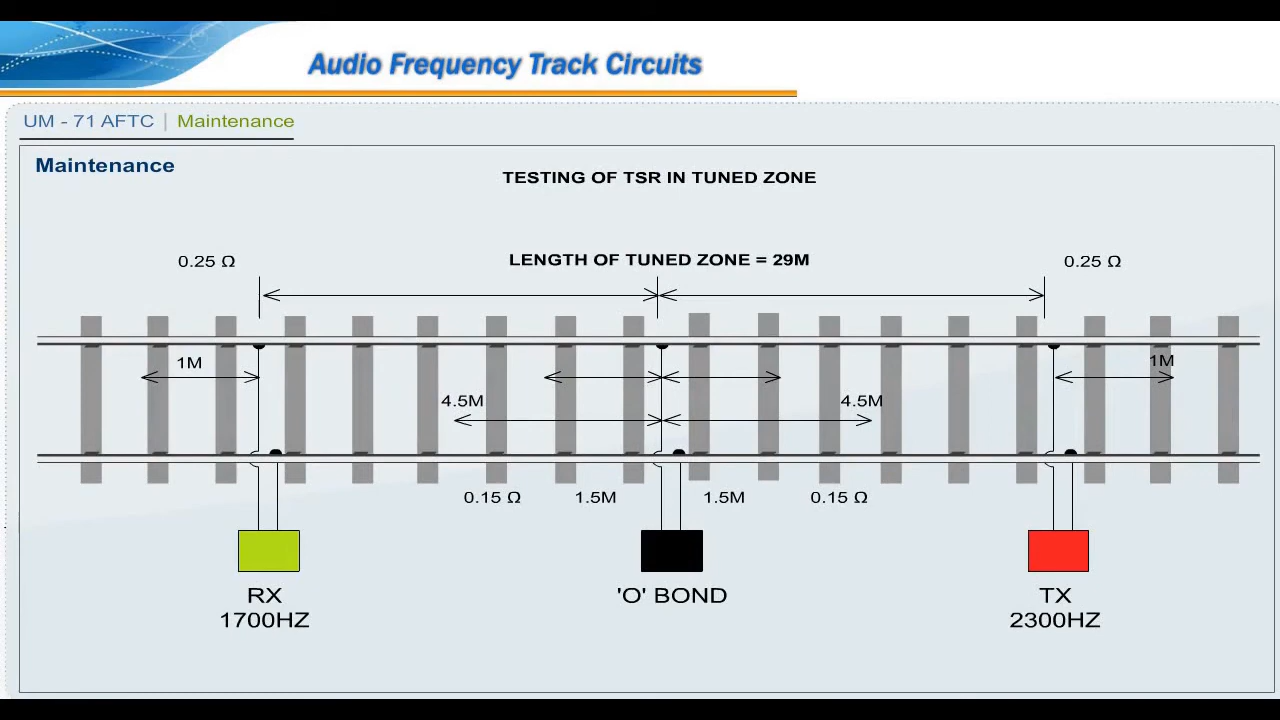 Audio Frequency Track Circuits
UM - 71 AFTC | Maintenance
Maintenance
TESTING OF TSR IN TUNED ZONE
0.25 Ω
LENGTH OF TUNED ZONE = 29M
0.25 Ω
1M
1M
4.5M
4.5M
0.15 Ω
1.5M
1.5M
0.15 Ω
RX
1700HZ
'O' BOND
TX
2300HZ